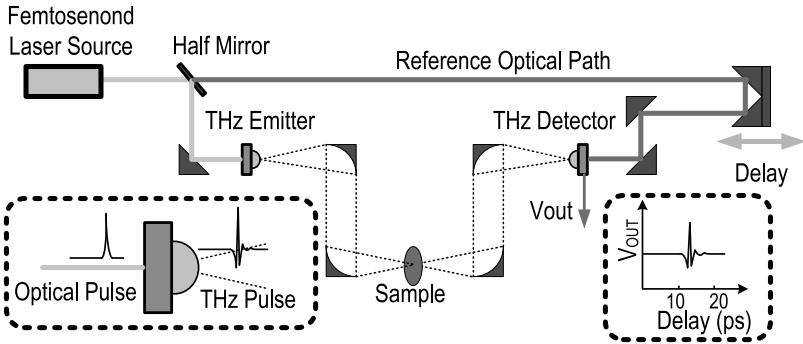 Femtosenond
Laser Source
Half Mirror
Reference Optical Path
THz Emitter
THz Detector
Delay
Vout
Optical Pulse
THz Pulse
Sample
VOUT
10 20
Delay (ps)